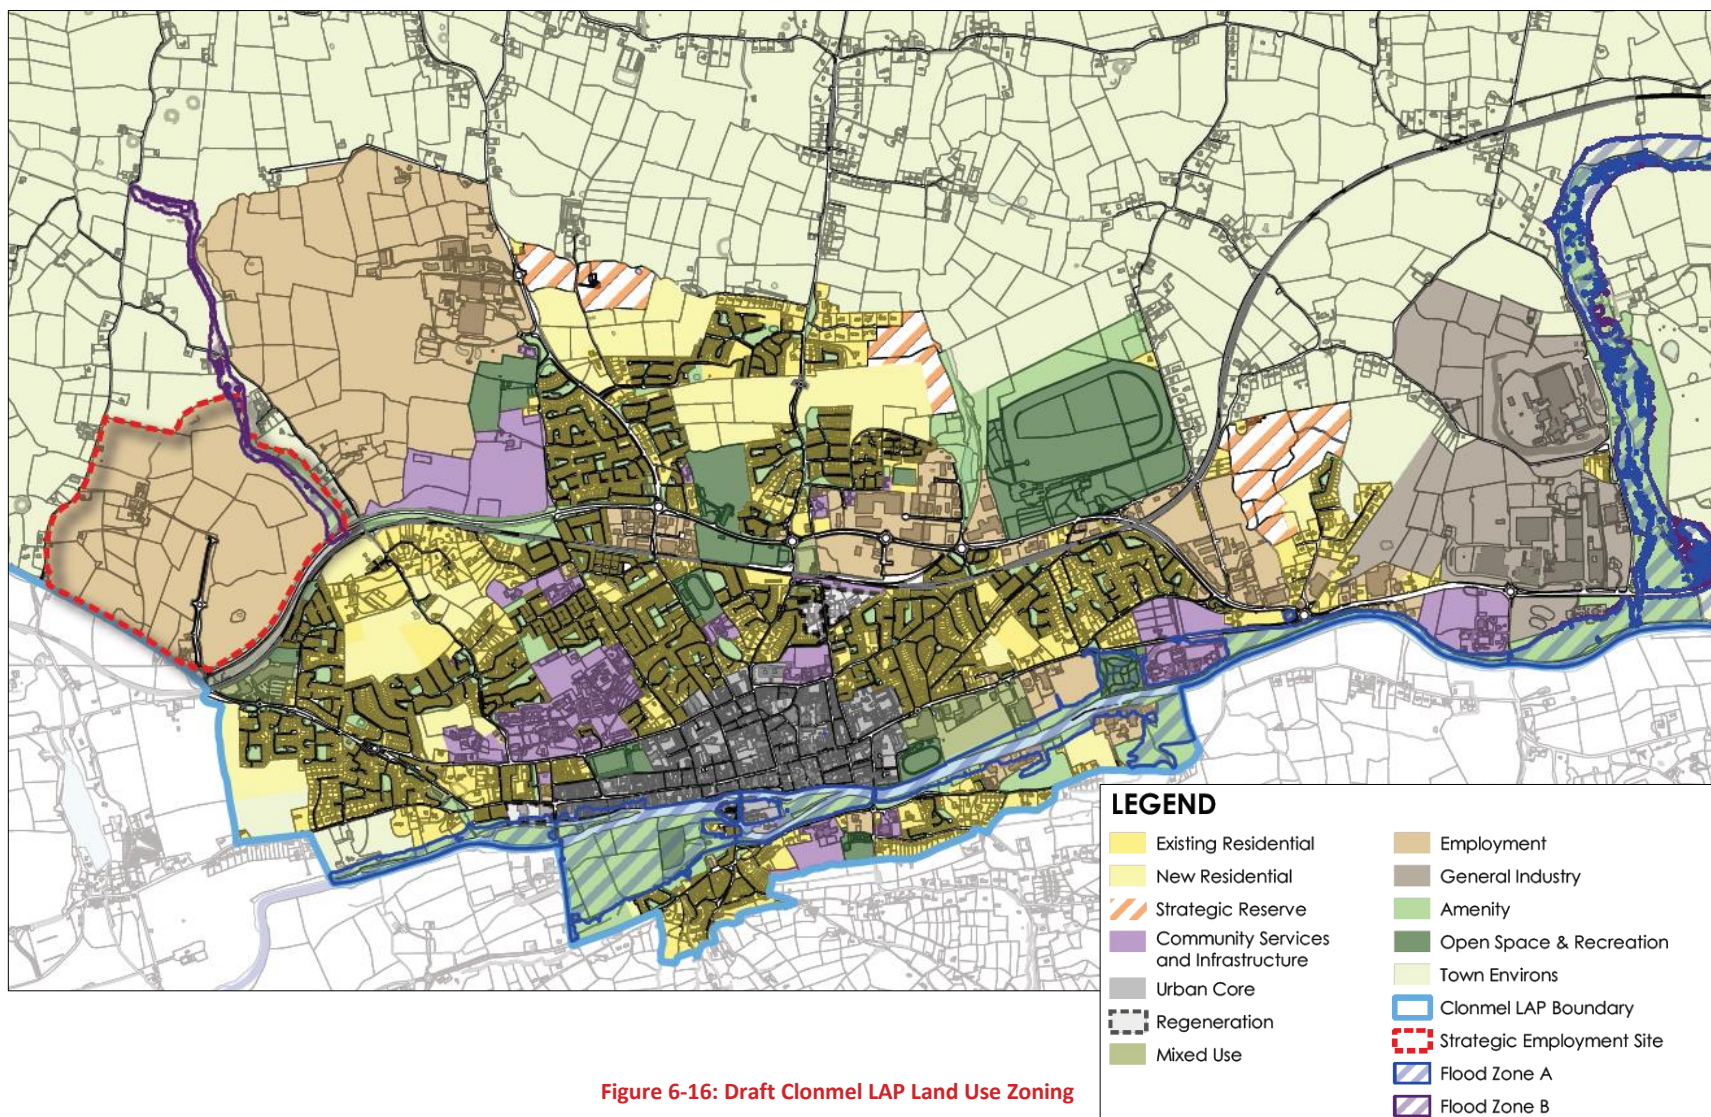 LEGEND
Existing Residential
New Residential
Strategic Reserve
Community Services
and Infrastructure
Urban Core
Regeneration
Mixed Use
Employment
General Industry
Amenity
Open Space & Recreation
Town Environs
Clonmel LAP Boundary
Strategic Employment Site
Flood Zone A
Flood Zone B
Figure 6-16: Draft Clonmel LAP Land Use Zoning